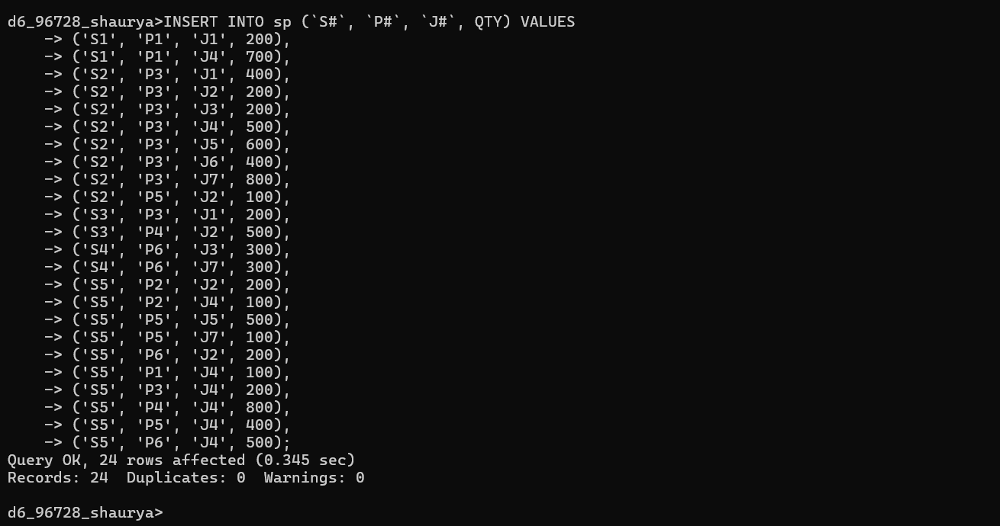 d6_96728_shaurya>INSERT INTO sp (`S#`, `P#`, `J#`, QTY) VALUES
    -> ('S1', 'P1', 'J1', 200),
    -> ('S1', 'P1', 'J4', 700),
    -> ('S2', 'P3', 'J1', 400),
    -> ('S2', 'P3', 'J2', 200),
    -> ('S2', 'P3', 'J3', 200),
    -> ('S2', 'P3', 'J4', 500),
    -> ('S2', 'P3', 'J5', 600),
    -> ('S2', 'P3', 'J6', 400),
    -> ('S2', 'P3', 'J7', 800),
    -> ('S2', 'P5', 'J2', 100),
    -> ('S3', 'P3', 'J1', 200),
    -> ('S3', 'P4', 'J2', 500),
    -> ('S4', 'P6', 'J3', 300),
    -> ('S4', 'P6', 'J7', 300),
    -> ('S5', 'P2', 'J2', 200),
    -> ('S5', 'P2', 'J4', 100),
    -> ('S5', 'P5', 'J5', 500),
    -> ('S5', 'P5', 'J7', 100),
    -> ('S5', 'P6', 'J2', 200),
    -> ('S5', 'P1', 'J4', 100),
    -> ('S5', 'P3', 'J4', 200),
    -> ('S5', 'P4', 'J4', 800),
    -> ('S5', 'P5', 'J4', 400),
    -> ('S5', 'P6', 'J4', 500);
Query OK, 24 rows affected (0.345 sec)
Records: 24  Duplicates: 0  Warnings: 0
d6_96728_shaurya>